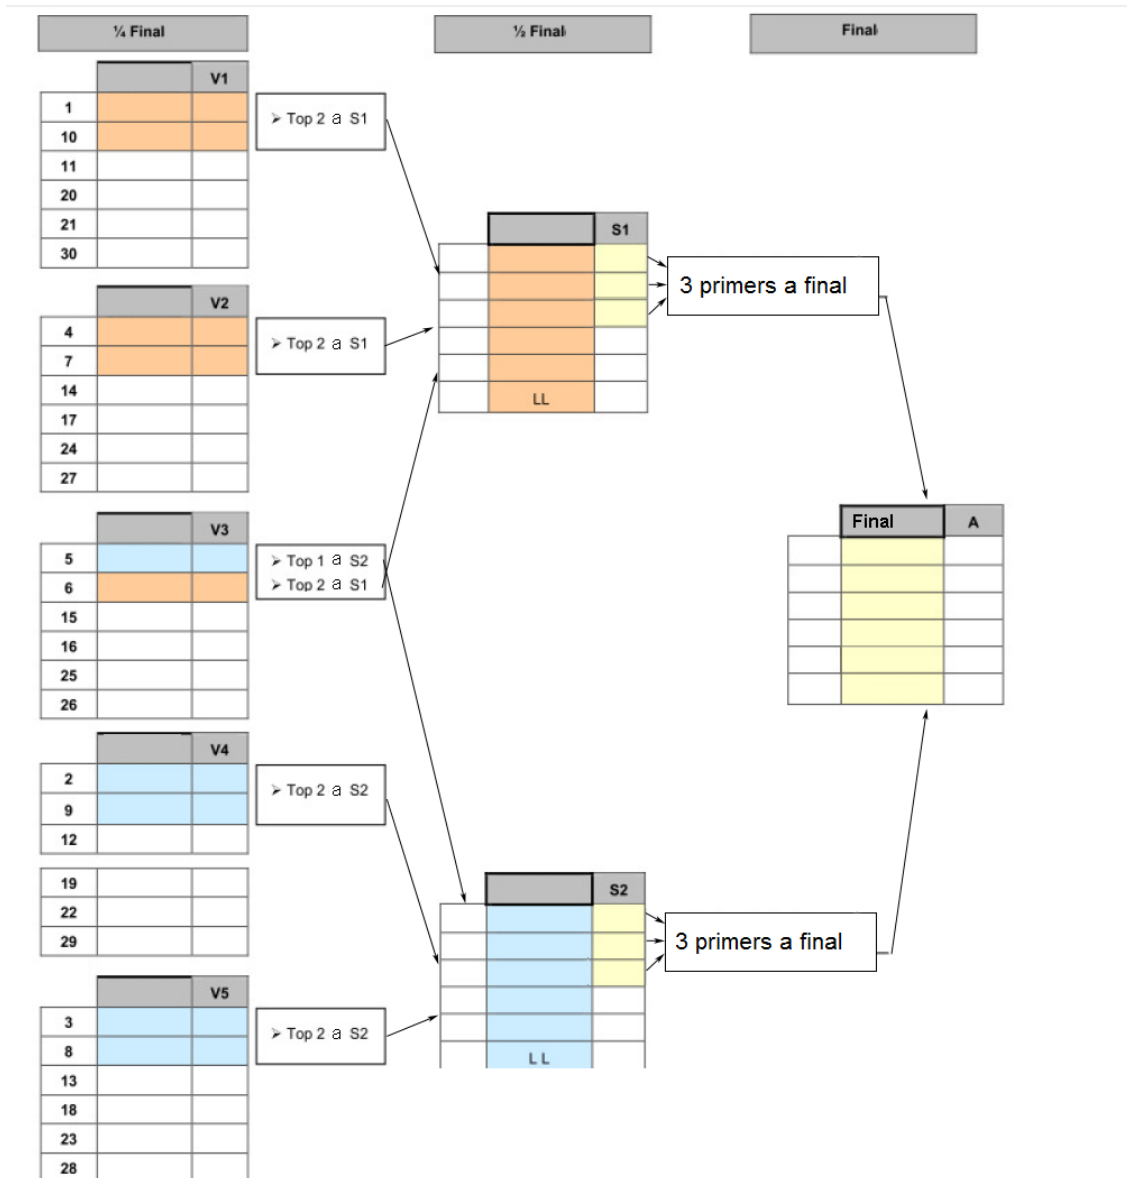 ¼ Final
½ Final
Final
V1
1
10
11
20
21
30
➢ Top 2 a S1
V2
4
7
14
17
24
27
➢ Top 2 a S1
V3
5
6
15
16
25
26
➢ Top 1 a S2
➢ Top 2 a S1
V4
2
9
12
19
22
29
➢ Top 2 a S2
V5
3
8
13
18
23
28
➢ Top 2 a S2
S1
LL
3 primers a final
S2
L L
3 primers a final
Final A